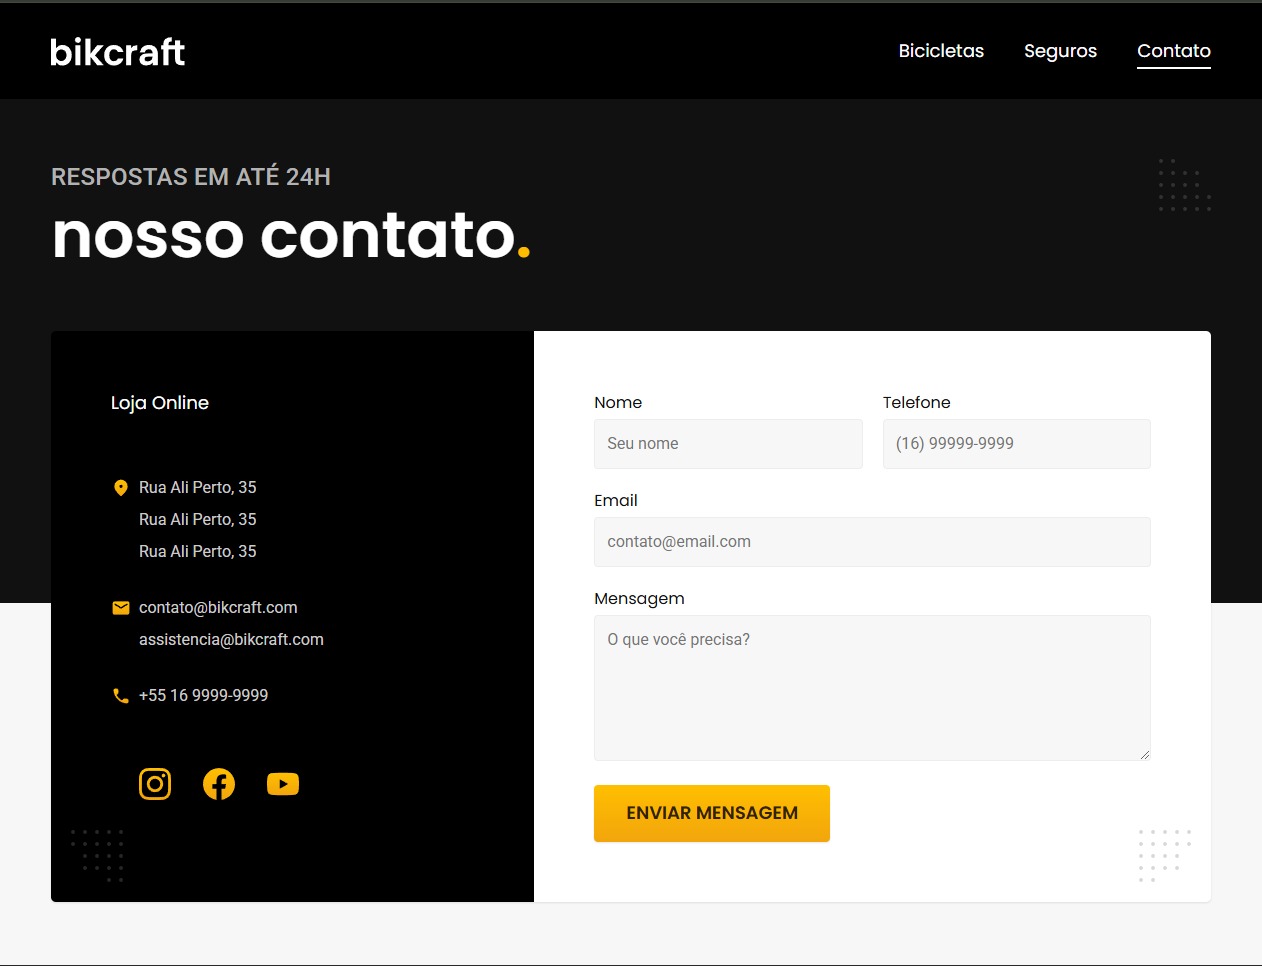 bikcraft
Bicicletas
Seguros
Contato
RESPOSTAS EM ATÉ 24H
nosso contato.
Loja Online
Rua Ali Perto, 35
Rua Ali Perto, 35
Rua Ali Perto, 35
contato@bikcraft.com
assistencia@bikcraft.com
+55 16 9999-9999
Nome
Seu nome
Telefone
(16) 99999-9999
Email
contato@email.com
Mensagem
O que você precisa?
ENVIAR MENSAGEM